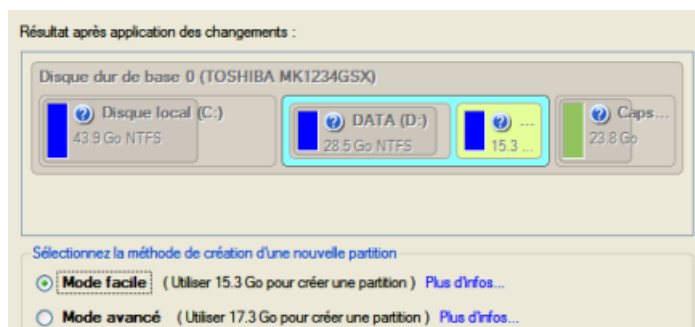 Résultat après application des changements :
Disque dur de base 0 (TOSHIBA MK1234GSX)
Disque local (C:)
43.9 Go NTFS
DATA (D:)
28.5 Go NTFS
...
15.3 ...
Caps...
23.8 Go
Sélectionnez la méthode de création d'une nouvelle partition
Mode facile ( Utiliser 15.3 Go pour créer une partition ) Plus d'infos...
Mode avancé ( Utiliser 17.3 Go pour créer une partition ) Plus d'infos...